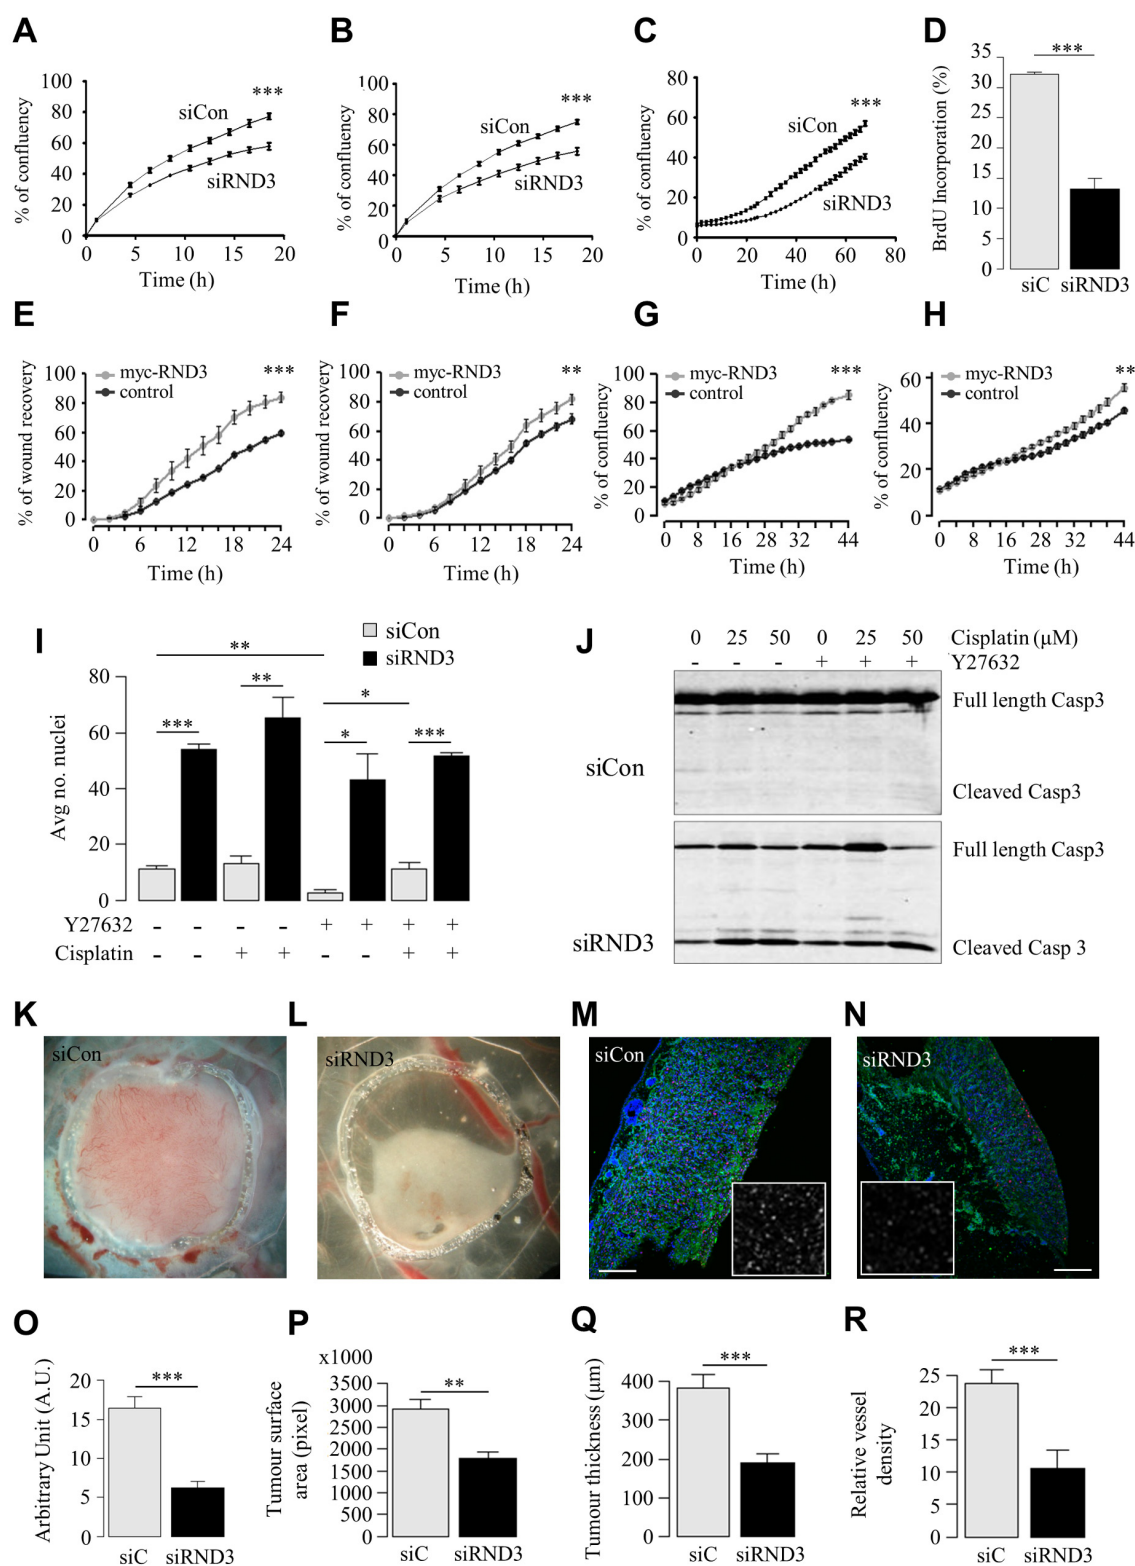 A
B
C
D
% of confluency
100
80
60
40
20
0
siCon
siRND3
***
0 5 10 15 20
Time (h)
% of confluency
100
80
60
40
20
0
siCon
siRND3
***
0 5 10 15 20
Time (h)
% of confluency
80
60
40
20
0
siCon
siRND3
***
0 20 40 60 80
Time (h)
BrdU Incorporation (%)
35
30
25
20
15
10
5
0
***
siC siRND3
E
F
G
H
% of wound recovery
100
80
60
40
20
0
myc-RND3
control
***
0 6 12 18 24
Time (h)
% of wound recovery
100
80
60
40
20
0
myc-RND3
control
**
0 6 12 18 24
Time (h)
% of confluency
100
80
60
40
20
0
myc-RND3
control
***
0 8 16 28 32 44
Time (h)
% of confluency
60
40
20
0
myc-RND3
control
**
0 8 16 28 32 44
Time (h)
I
siCon
siRND3
Avg no. nuclei
80
60
40
20
0
**
***
**
*
*
***
Y27632 - - - - + + + +
Cisplatin - - + + - - + +
J
0 25 50 0 25 50 Cisplatin (µM)
- - - + + + Y27632
siCon
Full length Casp3
Cleaved Casp3
siRND3
Full length Casp3
Cleaved Casp 3
K
L
M
N
siCon
siRND3
siCon
siRND3
O
P
Q
R
Arbitrary Unit (A.U.)
20
15
10
5
0
***
siC siRND3
Tumour surface
area (pixel)
x1000
3500
3000
2500
2000
1500
1000
500
0
**
siC siRND3
Tumour thickness (µm)
400
300
200
100
0
***
siC siRND3
Relative vessel
density
25
20
15
10
5
0
***
siC siRND3